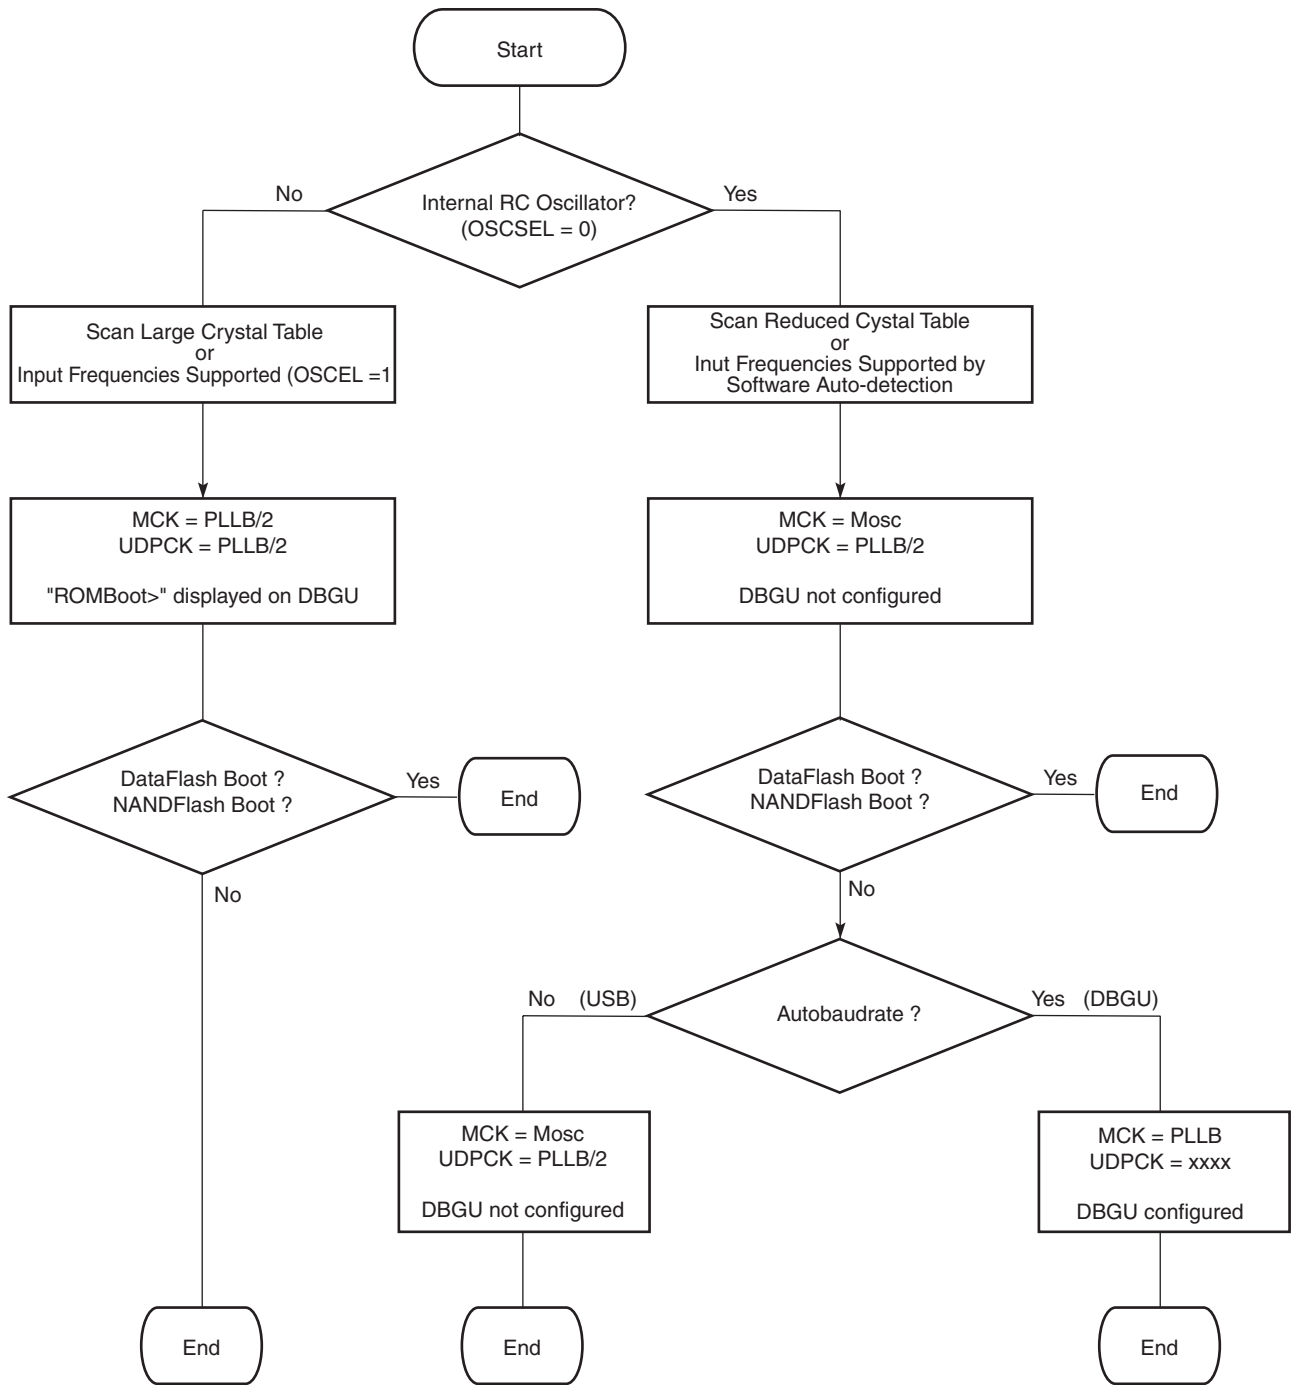 Start
Internal RC Oscillator?
(OSCSEL = 0)
No
Yes
Scan Large Crystal Table
or
Input Frequencies Supported (OSCEL =1
Scan Reduced Cystal Table
or
Inut Frequencies Supported by
Software Auto-detection
MCK = PLLB/2
UDPCK = PLLB/2
"ROMBoot>" displayed on DBGU
MCK = Mosc
UDPCK = PLLB/2
DBGU not configured
DataFlash Boot ?
NANDFlash Boot ?
Yes
End
No
DataFlash Boot ?
NANDFlash Boot ?
Yes
End
No
Autobaudrate ?
No (USB)
Yes (DBGU)
MCK = Mosc
UDPCK = PLLB/2
DBGU not configured
MCK = PLLB
UDPCK = xxxx
DBGU configured
End
End
End